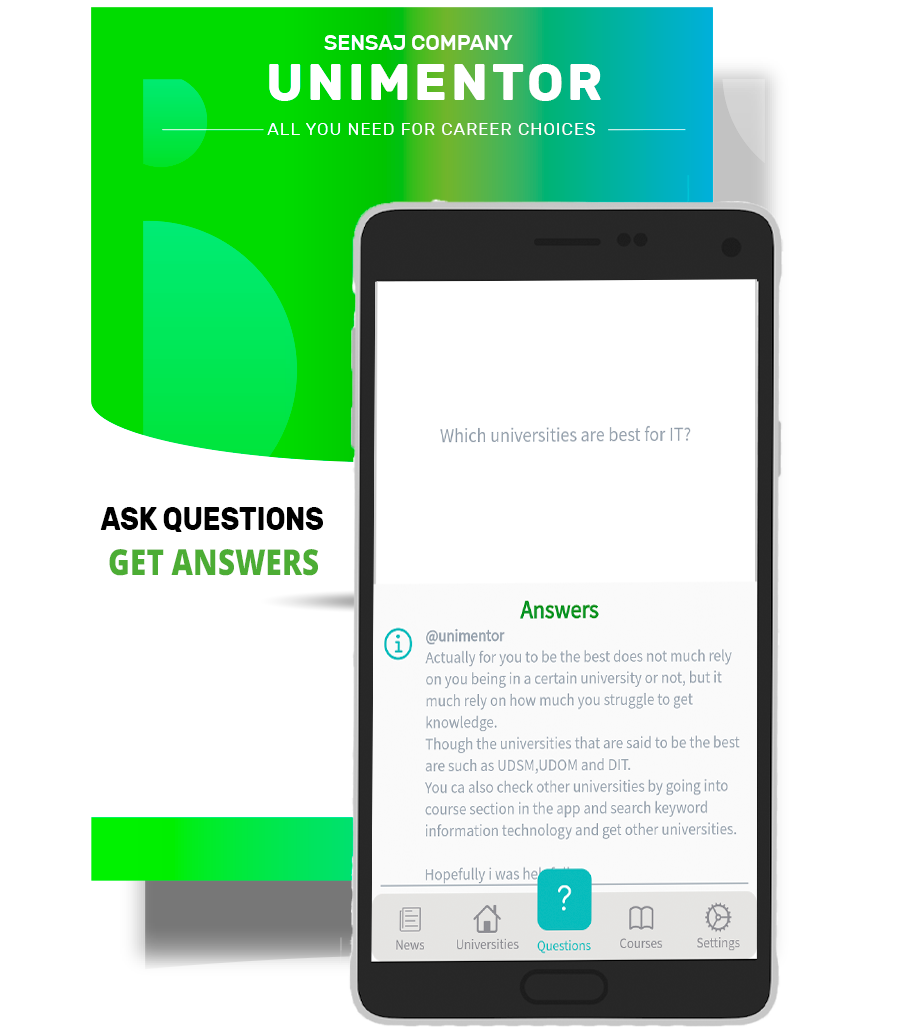 SENSAJ COMPANY
UNIMENTOR
ALL YOU NEED FOR CAREER CHOICES
ASK QUESTIONS
GET ANSWERS
Which universities are best for IT?
Answers
@unimentor
Actually for you to be the best does not much rely
on you being in a certain university or not, but it
much rely on how much you struggle to get
knowledge.
Though the universities that are said to be the best
are such as UDSM,UDOM and DIT.
You ca also check other universities by going into
course section in the app and search keyword
information technology and get other universities.
Hopefully i was
?
News
Universities
Questions
Courses
Settings